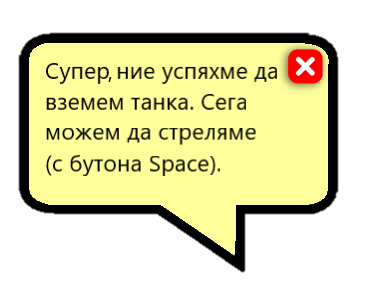 Супер, ние успяхме да
вземем танка. Сега
можем да стреляме
(с бутона Space).